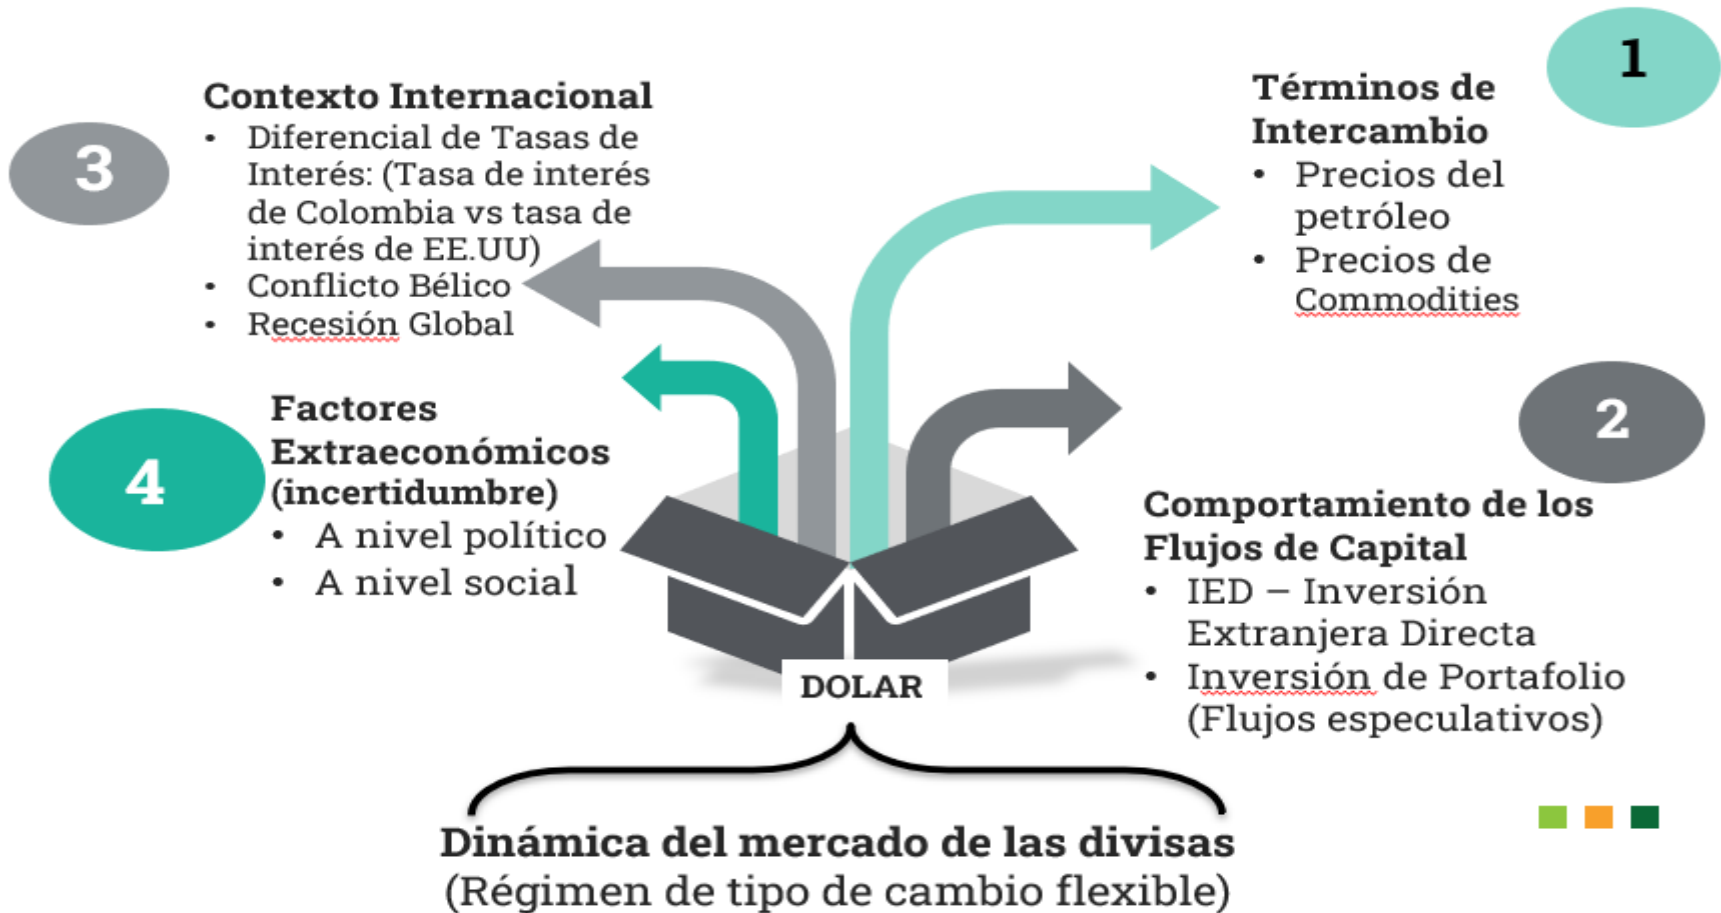 1
Términos de
Intercambio
• Precios del
petróleo
• Precios de
Commodities
2
Comportamiento de los
Flujos de Capital
• IED – Inversión
Extranjera Directa
• Inversión de Portafolio
(Flujos especulativos)
3
Contexto Internacional
• Diferencial de Tasas de
Interés: (Tasa de interés
de Colombia vs tasa de
interés de EE.UU)
• Conflicto Bélico
• Recesión Global
4
Factores
Extraeconómicos
(incertidumbre)
• A nivel político
• A nivel social
DOLAR
Dinámica del mercado de las divisas
(Régimen de tipo de cambio flexible)